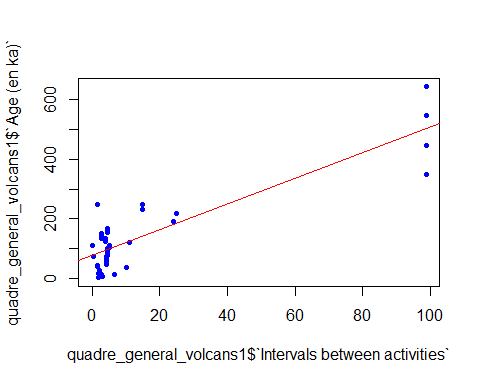 quadre_general_volcans1$`Age (en ka)`
600
400
200
0
0 20 40 60 80 100
quadre_general_volcans1$`Intervals between activities`